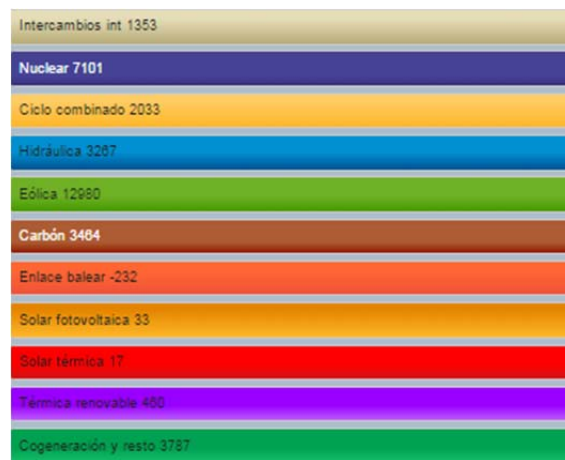 Intercambios int 1353
Nuclear 7101
Ciclo combinado 2033
Hidráulica 3267
Eólica 12980
Carbón 3464
Enlace balear -232
Solar fotovoltaica 33
Solar térmica 17
Térmica renovable 460
Cogeneración y resto 3787